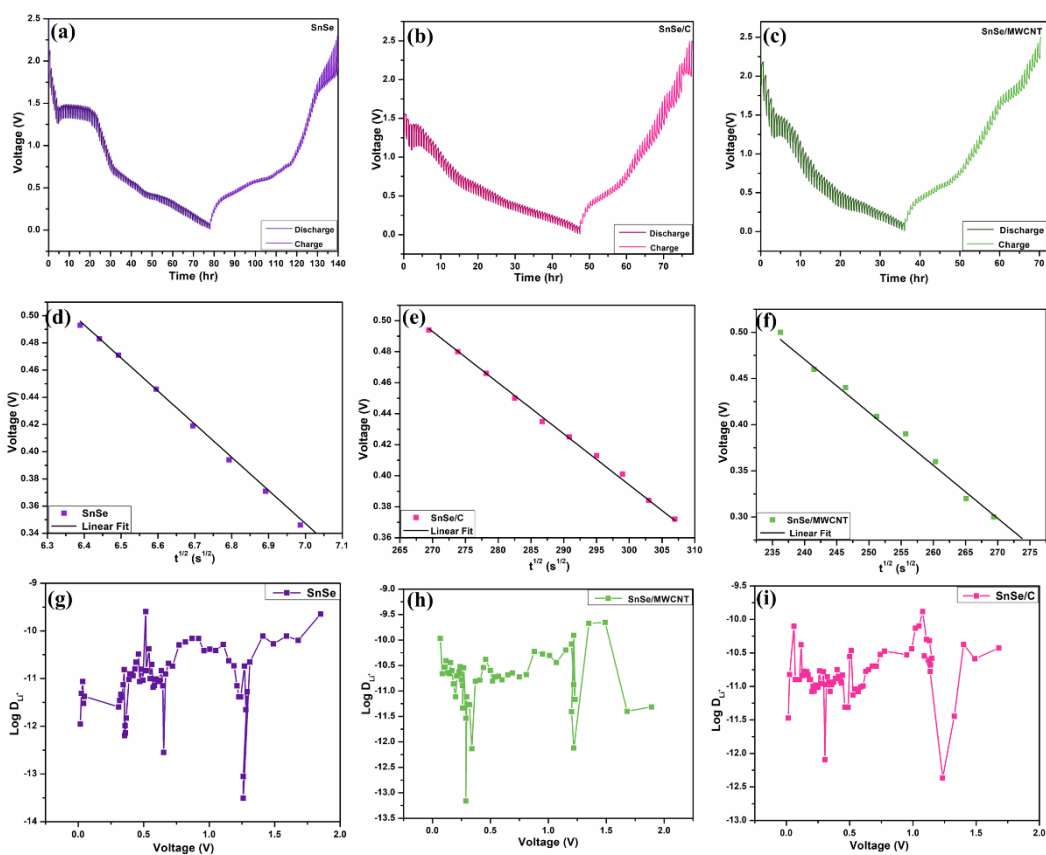 (a)
SnSe
Voltage (V)
2.5
2.0
1.5
1.0
0.5
0.0
Discharge
Charge
0 10 20 30 40 50 60 70 80 90 100 110 120 130 140
Time (hr)
(b)
SnSe/C
Voltage (V)
2.5
2.0
1.5
1.0
0.5
0.0
Discharge
Charge
0 10 20 30 40 50 60 70
Time (hr)
(c)
SnSe/MWCNT
Voltage(V)
2.5
2.0
1.5
1.0
0.5
0.0
Discharge
Charge
0 10 20 30 40 50 60 70
Time (hr)
(d)
Voltage (V)
0.50
0.48
0.46
0.44
0.42
0.40
0.38
0.36
0.34
SnSe
Linear Fit
6.3 6.4 6.5 6.6 6.7 6.8 6.9 7.0 7.1
t1/2 (s1/2)
(e)
Voltage (V)
0.50
0.48
0.46
0.44
0.42
0.40
0.38
0.36
SnSe/C
Linear Fit
265 270 275 280 285 290 295 300 305 310
t1/2 (s1/2)
(f)
Voltage (V)
0.50
0.45
0.40
0.35
0.30
SnSe/MWCNT
Linear Fit
235 240 245 250 255 260 265 270 275
t1/2 (s1/2)
(g)
SnSe
Log DLi+
-9
-10
-11
-12
-13
-14
0.0 0.5 1.0 1.5 2.0
Voltage (V)
(h)
SnSe/MWCNT
Log DLi+
-9.0
-9.5
-10.0
-10.5
-11.0
-11.5
-12.0
-12.5
-13.0
-13.5
0.0 0.5 1.0 1.5 2.0
Voltage (V)
(i)
SnSe/C
Log DLi+
-9.5
-10.0
-10.5
-11.0
-11.5
-12.0
-12.5
-13.0
0.0 0.5 1.0 1.5 2.0
Voltage (V)